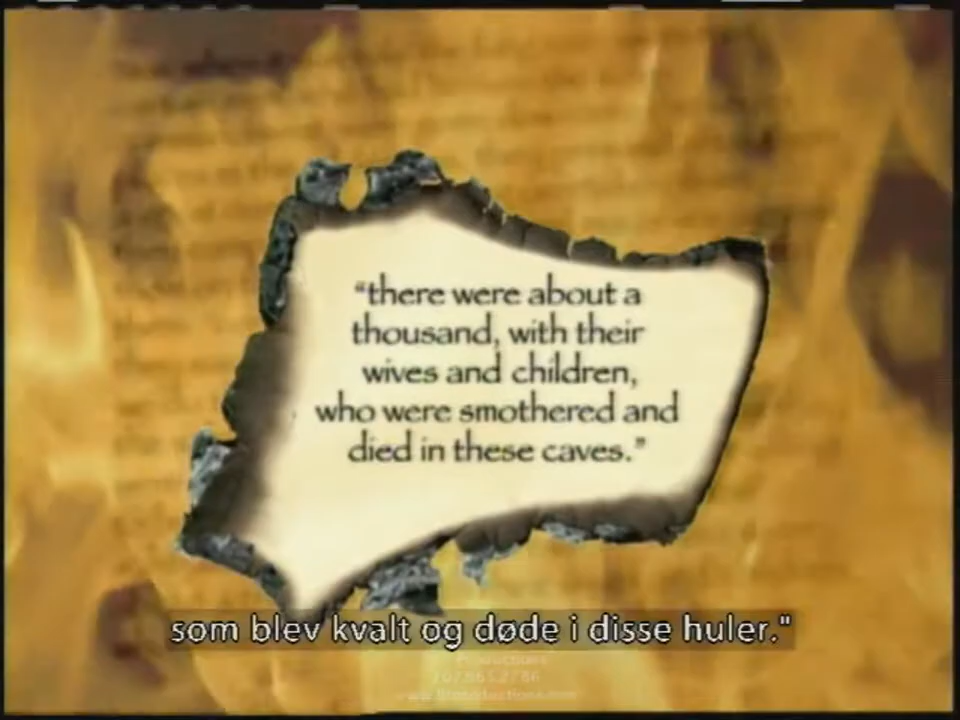 “there were about a
thousand, with their
wives and children,
who were smothered and
died in these caves.”
som blev kvalt og døde i disse huler."
Productions